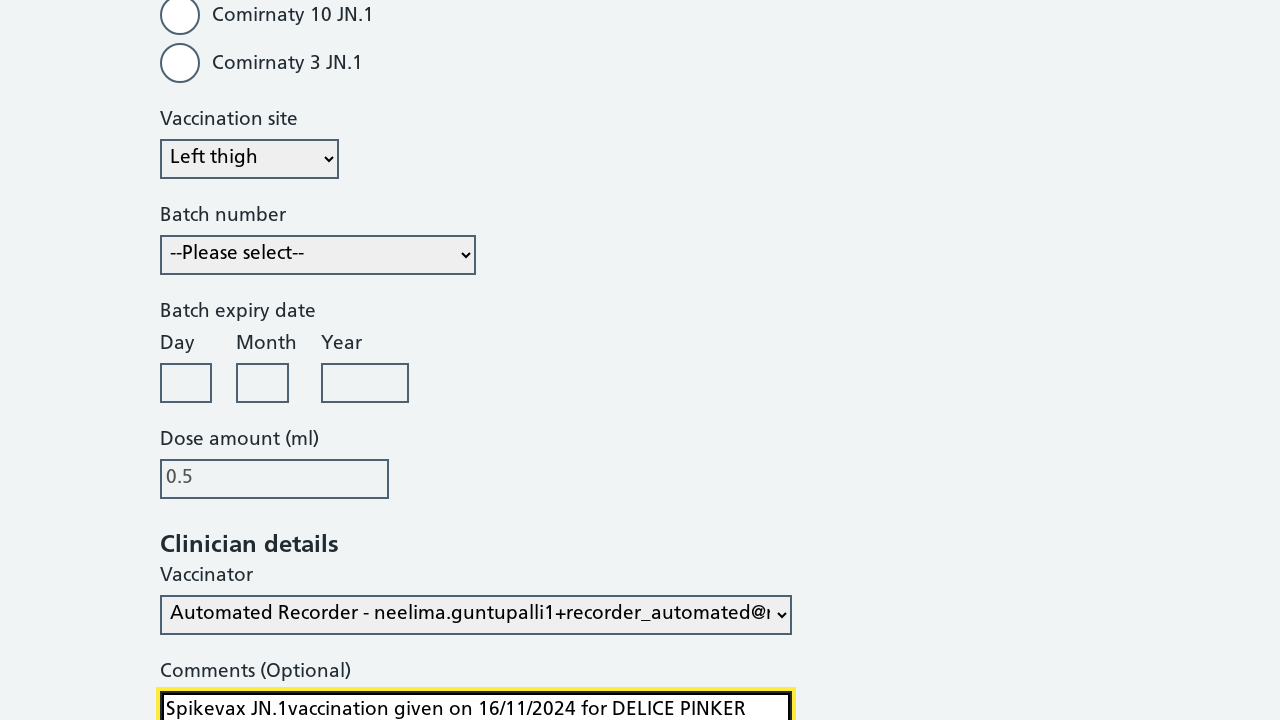 Comirnaty 10 JN.1
Comirnaty 3 JN.1
Vaccination site
Left thigh
Batch number
--Please select--
Batch expiry date
Day Month Year
Dose amount (ml)
0.5
Clinician details
Vaccinator
Automated Recorder - neelima.guntupalli1+recorder_automated@
Comments (Optional)
Spikevax JN.1vaccination given on 16/11/2024 for DELICE PINKER